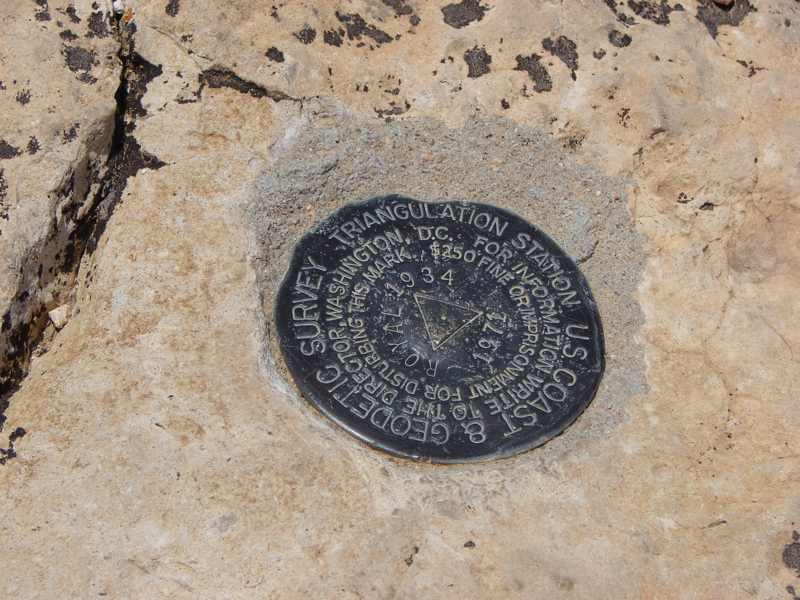 U.S. COAST & GEODETIC SURVEY TRIANGULATION STATION
FOR INFORMATION WRITE TO THE DIRECTOR, WASHINGTON, D.C.
$250 FINE OR IMPRISONMENT FOR DISTURBING THIS MARK.
ROYAL 1934
1971